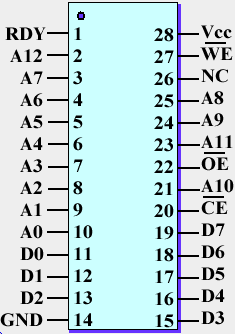 RDY 1 28 Vcc
A12 2 27 WE
A7 3 26 NC
A6 4 25 A8
A5 5 24 A9
A4 6 23 A11
A3 7 22 OE
A2 8 21 A10
A1 9 20 CE
A0 10 19 D7
D0 11 18 D6
D1 12 17 D5
D2 13 16 D4
GND 14 15 D3